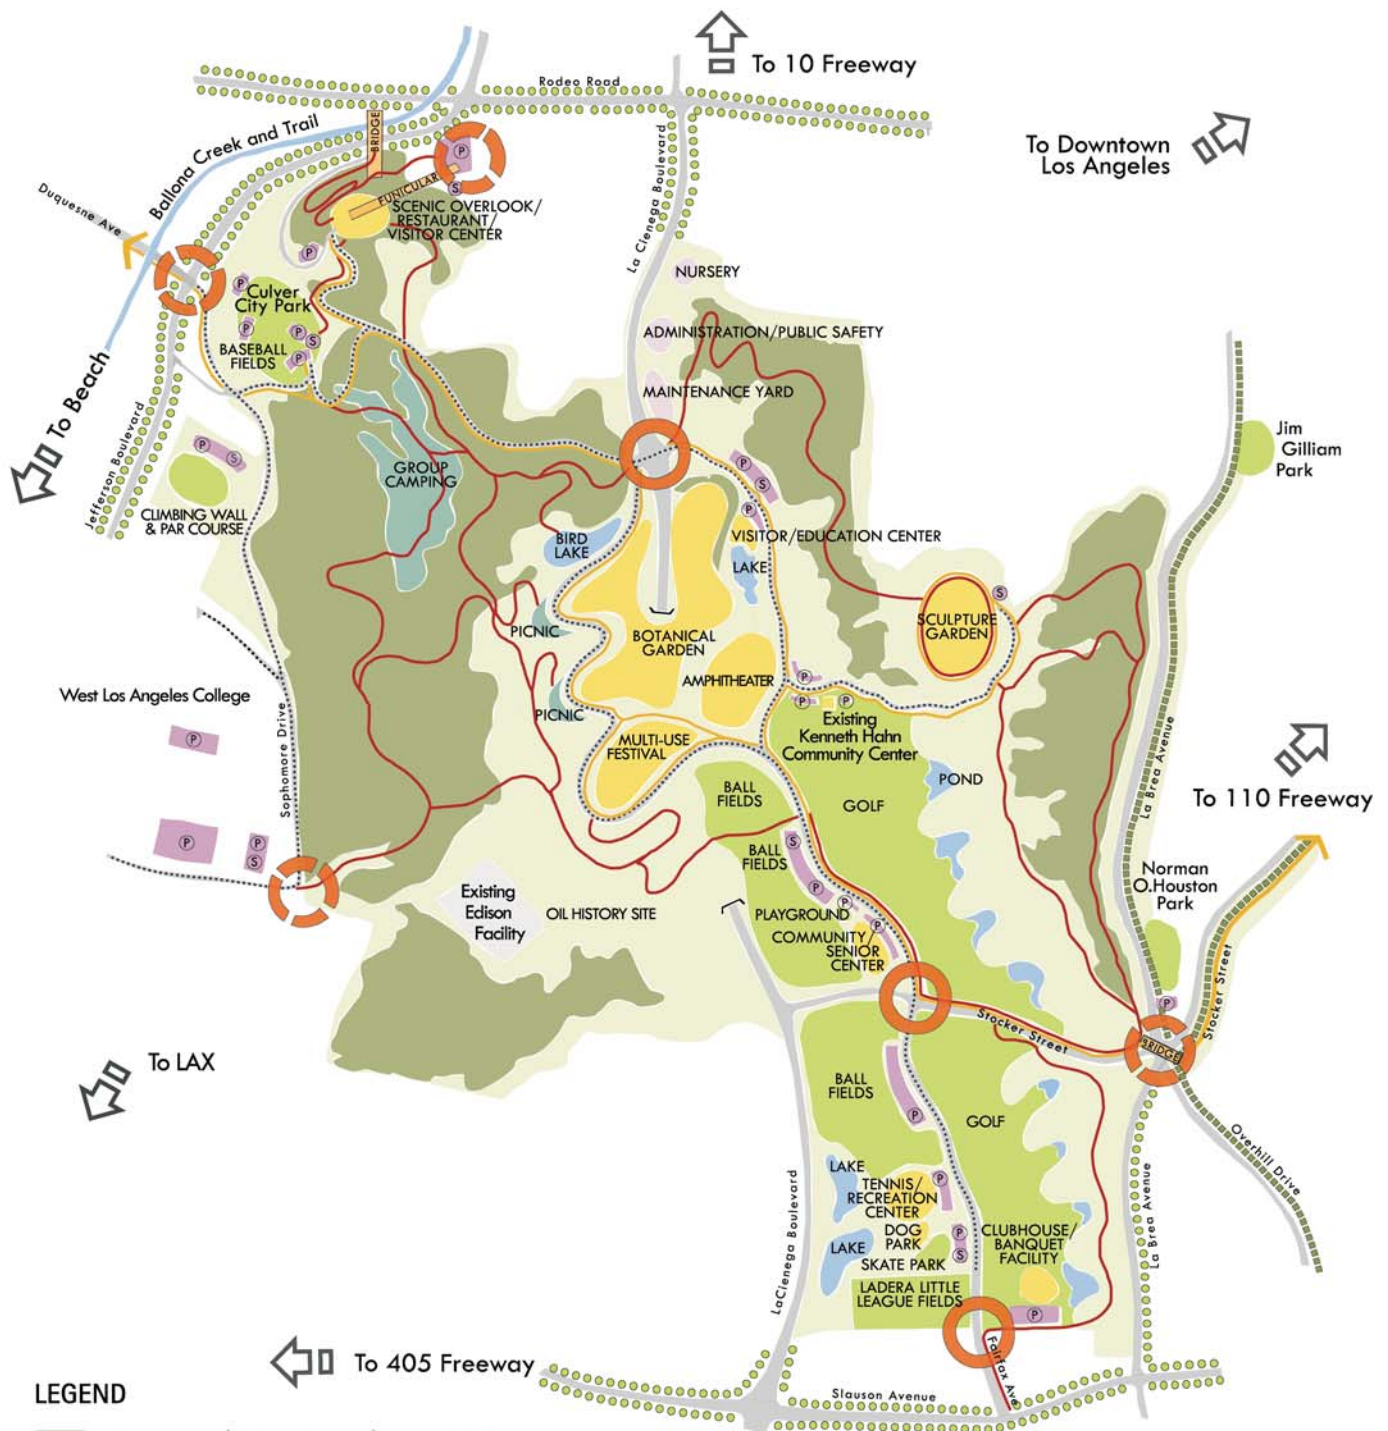 To 10 Freeway
Rodeo Road
To Downtown
Los Angeles
Ballona Creek and Trail
BRIDGE
P
La Cienega Boulevard
Duquesne Ave
FUNICULAR
S
SCENIC OVERLOOK/
RESTAURANT/
VISITOR CENTER
P
NURSERY
P
Culver
City Park
P
P
S
ADMINISTRATION/PUBLIC SAFETY
BASEBALL
FIELDS
P
To Beach
MAINTENANCE YARD
Jefferson Boulevard
Jim
Gilliam
Park
P
S
GROUP
CAMPING
P
S
P
CLIMBING WALL
& PAR COURSE
BIRD
LAKE
VISITOR/EDUCATION CENTER
LAKE
S
SCULPTURE
GARDEN
PICNIC
BOTANICAL
GARDEN
AMPHITHEATER
P
West Los Angeles College
P
P
PICNIC
P
Existing
Kenneth Hahn
Community Center
MULTI-USE
FESTIVAL
Sophomore Drive
La Brea Avenue
POND
BALL
FIELDS
GOLF
To 110 Freeway
P
P
S
S
BALL
FIELDS
P
P
Norman
O.Houston
Park
Existing
Edison
Facility
OIL HISTORY SITE
PLAYGROUND
P
COMMUNITY/
SENIOR
CENTER
Stocker Street
P
Stocker Street
BRIDGE
To LAX
BALL
FIELDS
P
GOLF
Overhill Drive
LAKE
TENNIS/
RECREATION
CENTER
P
LaCienega Boulevard
La Brea Avenue
DOG
PARK
P
CLUBHOUSE/
BANQUET
FACILITY
LAKE
S
SKATE PARK
LADERA LITTLE
LEAGUE FIELDS
P
Fairfax Ave
To 405 Freeway
Slauson Avenue
LEGEND